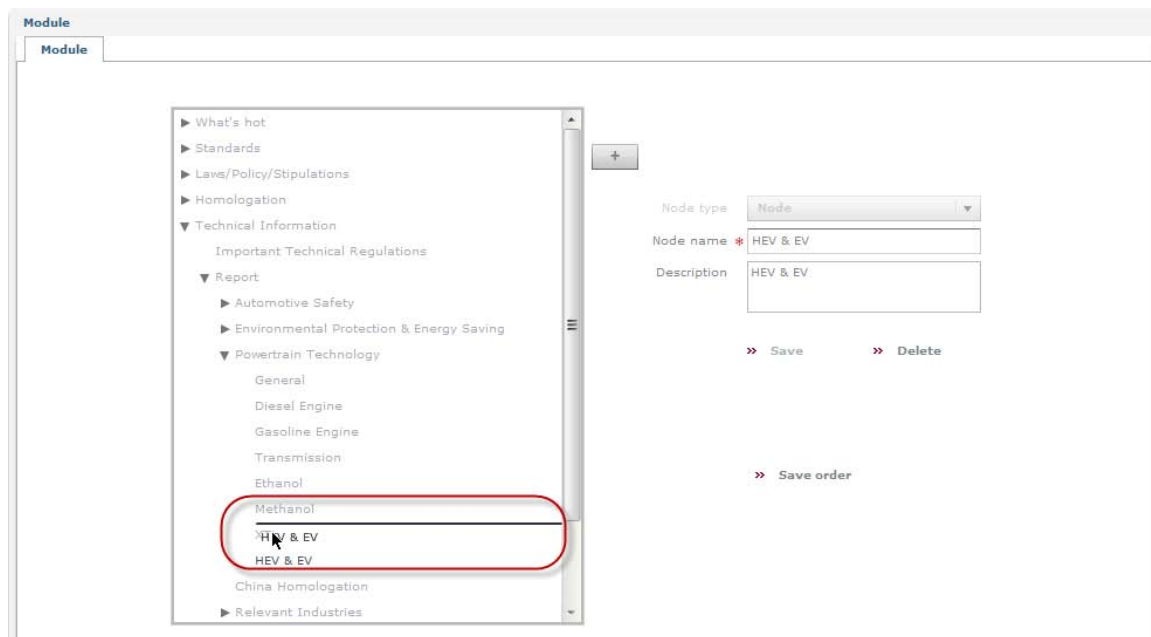 Module
Module
What's hot
Standards
Laws/Policy/Stipulations
Homologation
Technical Information
Important Technical Regulations
Report
Automotive Safety
Environmental Protection & Energy Saving
Powertrain Technology
General
Diesel Engine
Gasoline Engine
Transmission
Ethanol
Methanol
HEV & EV
HEV & EV
China Homologation
Relevant Industries
+
Node type Node
Node name * HEV & EV
Description HEV & EV
» Save » Delete
» Save order